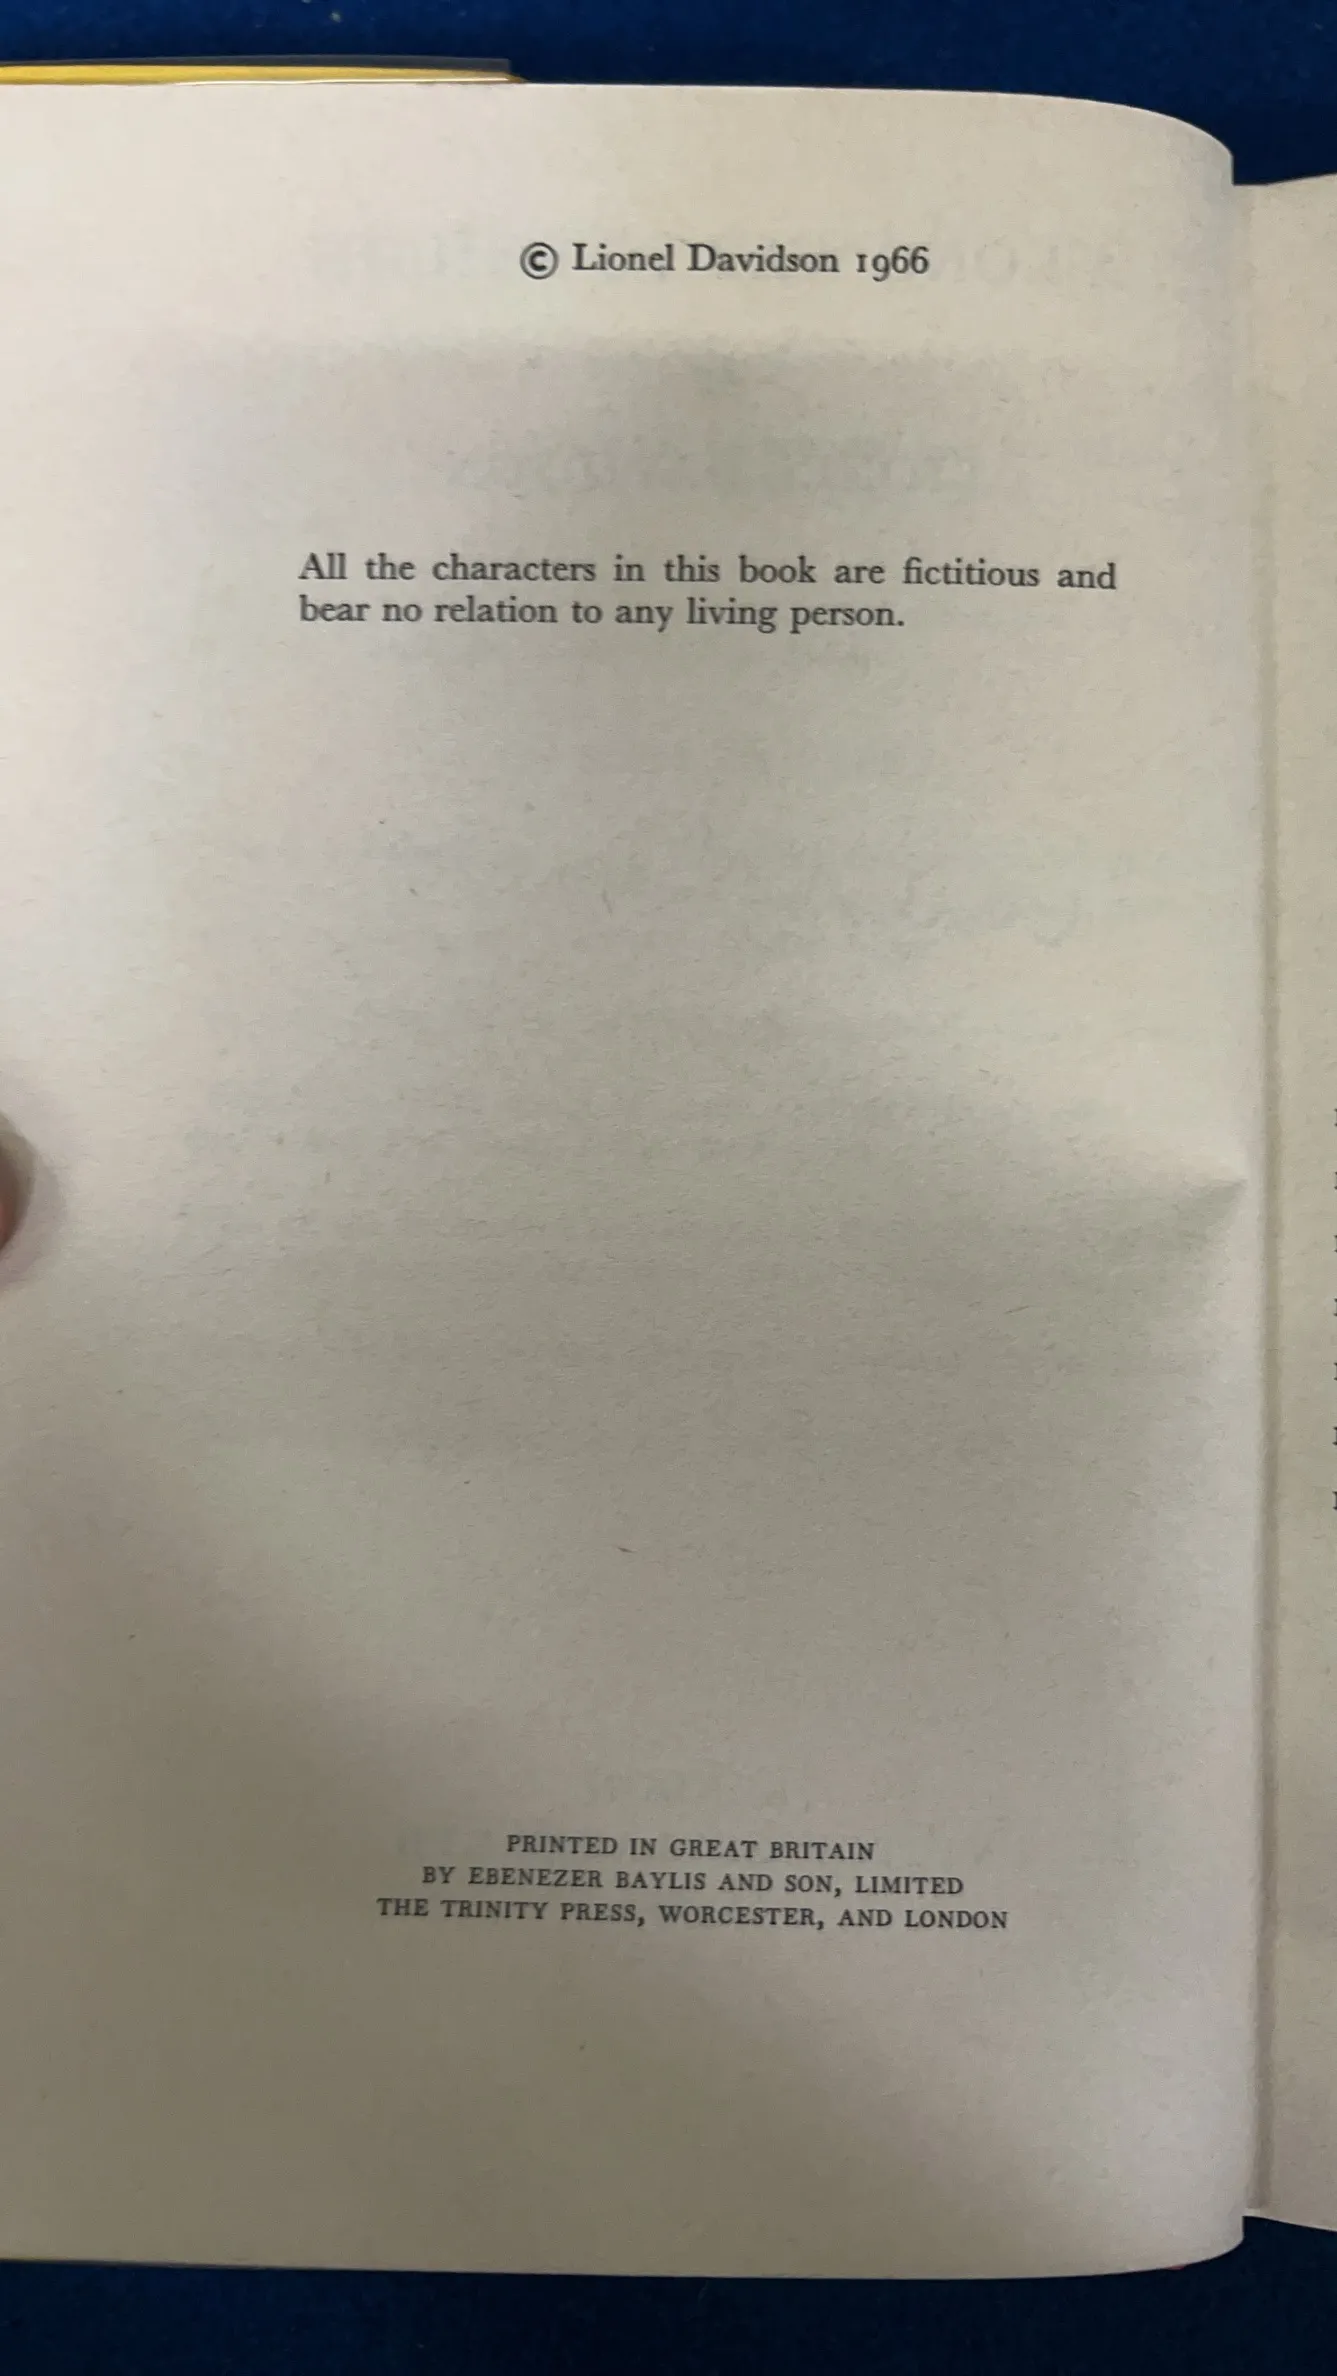 © Lionel Davidson 1966
All the characters in this book are fictitious and
bear no relation to any living person.
PRINTED IN GREAT BRITAIN
BY EBENEZER BAYLIS AND SON, LIMITED
THE TRINITY PRESS, WORCESTER, AND LONDON